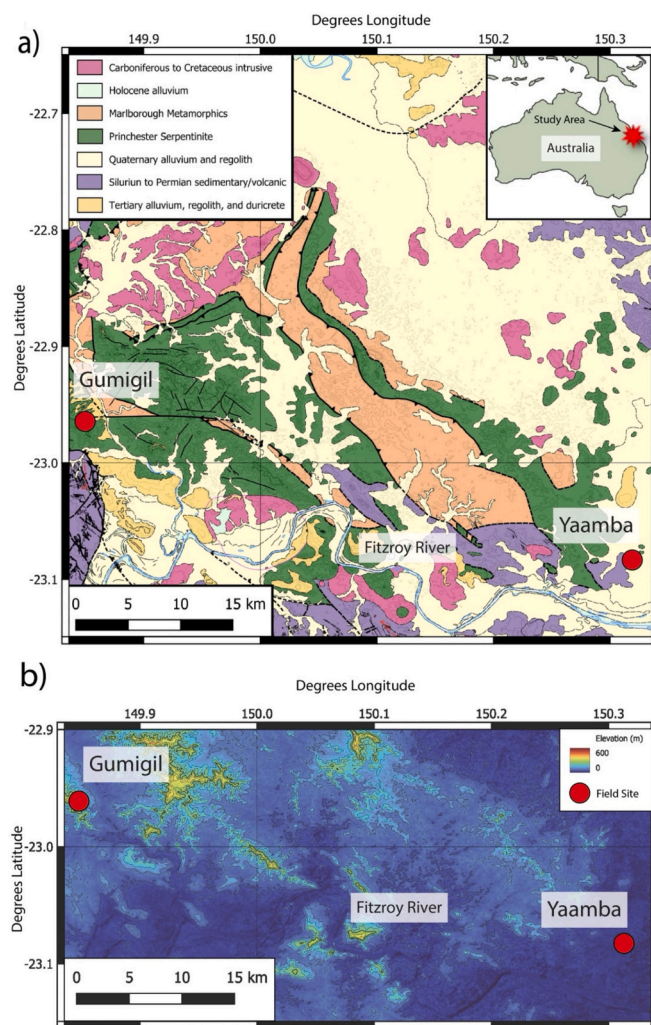 Degrees Longitude
a)
149.9 150.0 150.1 150.2 150.3
Carboniferous to Cretaceous intrusive
Holocene alluvium
Marlborough Metamorphics
Princhester Serpentinite
Quaternary alluvium and regolith
Siluriun to Permian sedimentary/volcanic
Tertiary alluvium, regolith, and duricrete
Study Area
Australia
Degrees Latitude
-22.7
-22.8
-22.9
-23.0
-23.1
Gumigil
Yaamba
Fitzroy River
0 5 10 15 km
b)
Degrees Longitude
149.9 150.0 150.1 150.2 150.3
Degrees Latitude
-22.9
-23.0
-23.1
Gumigil
Elevation (m)
600
0
Field Site
Fitzroy River
Yaamba
0 5 10 15 km